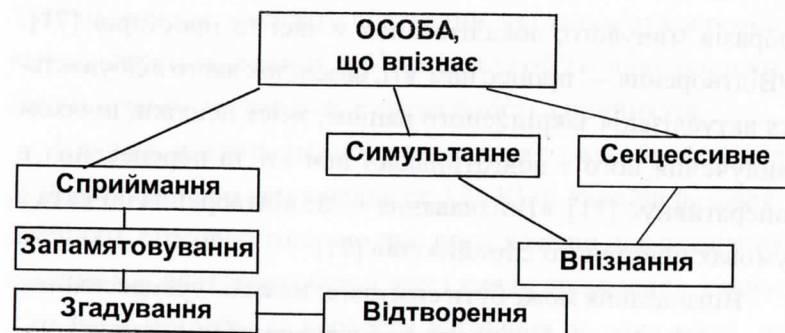 ОСОБА,
що впізнає
Симультанне
Секцессивне
Сприймання
Запамятовування
Впізнання
Згадування
Відтворення